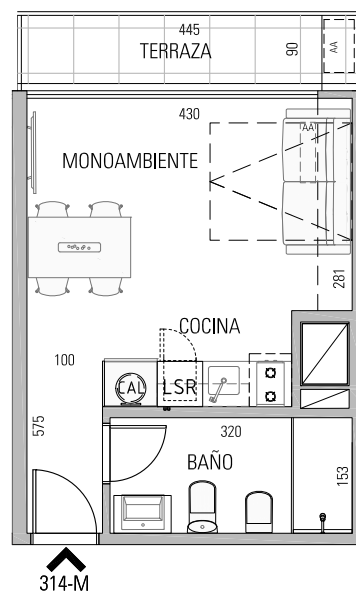 445
TERRAZA
90
AA
430
AA
MONOAMBIENTE
281
COCINA
100
CAL
LSR
575
320
BAÑO
153
314-M